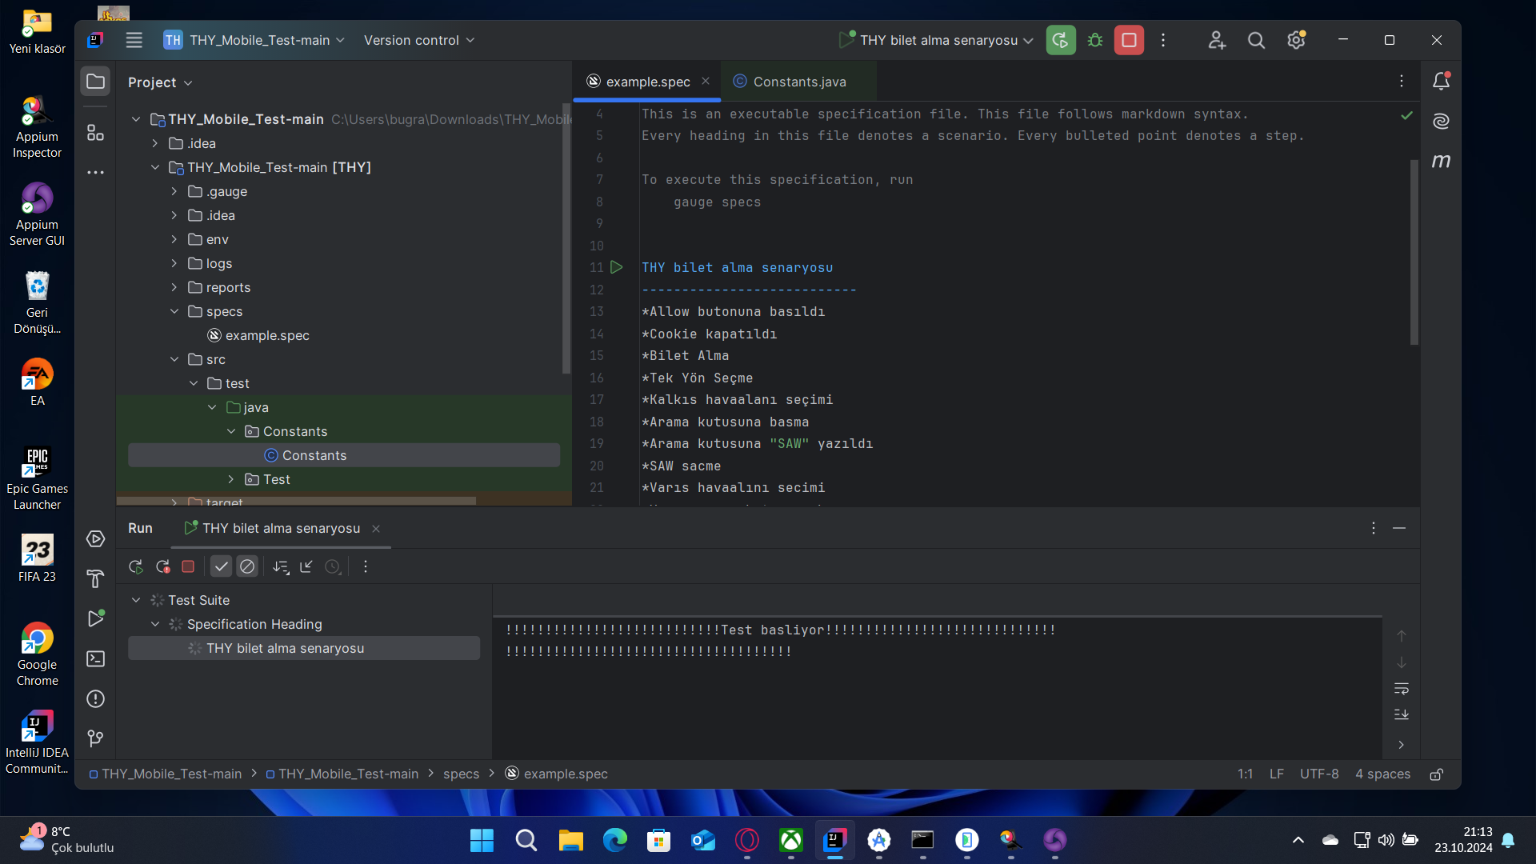 Yeni klasör
Appium
Inspector
Appium
Server GUI
Geri
Dönüşü...
EA
EPIC
GAMES
Epic Games
Launcher
23
FIFA 23
Google
Chrome
IJ
IntelliJ IDEA
Communit...
TH THY_Mobile_Test-main Version control
THY bilet alma senaryosu
Project
THY_Mobile_Test-main C:\Users\bugra\Downloads\THY_Mobile
.idea
THY_Mobile_Test-main [THY]
.gauge
.idea
env
logs
reports
specs
example.spec
src
test
java
Constants
Constants
Test
target
example.spec
Constants.java
4 This is an executable specification file. This file follows markdown syntax.
5 Every heading in this file denotes a scenario. Every bulleted point denotes a step.
6
7 To execute this specification, run
8 gauge specs
9
10
11 THY bilet alma senaryosu
12 ---------------------------
13 *Allow butonuna basıldı
14 *Cookie kapatıldı
15 *Bilet Alma
16 *Tek Yön Seçme
17 *Kalkıs havaalanı seçimi
18 *Arama kutusuna basma
19 *Arama kutusuna "SAW" yazıldı
20 *SAW sacme
21 *Varıs havaalını secimi
m
Run THY bilet alma senaryosu
Test Suite
Specification Heading
THY bilet alma senaryosu
!!!!!!!!!!!!!!!!!!!!!!!!!!!Test basliyor!!!!!!!!!!!!!!!!!!!!!!!!!!!!!
!!!!!!!!!!!!!!!!!!!!!!!!!!!!!!!!!!!!
THY_Mobile_Test-main > THY_Mobile_Test-main > specs > example.spec
1:1 LF UTF-8 4 spaces
1
8°C
Çok bulutlu
21:13
23.10.2024